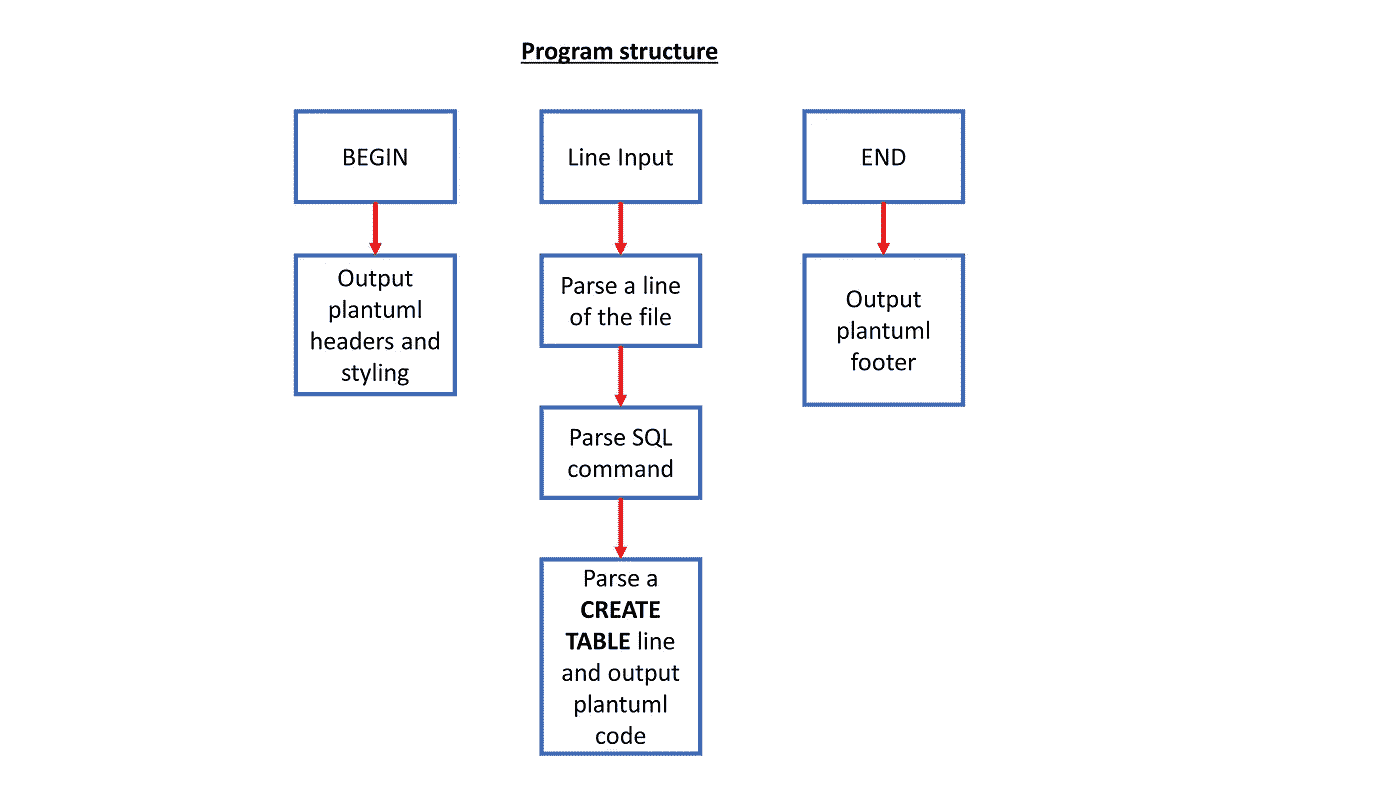 Program structure
BEGIN
Line Input
END
Output
plantuml
headers and
styling
Parse a line
of the file
Output
plantuml
footer
Parse SQL
command
Parse a
CREATE
TABLE line
and output
plantuml
code